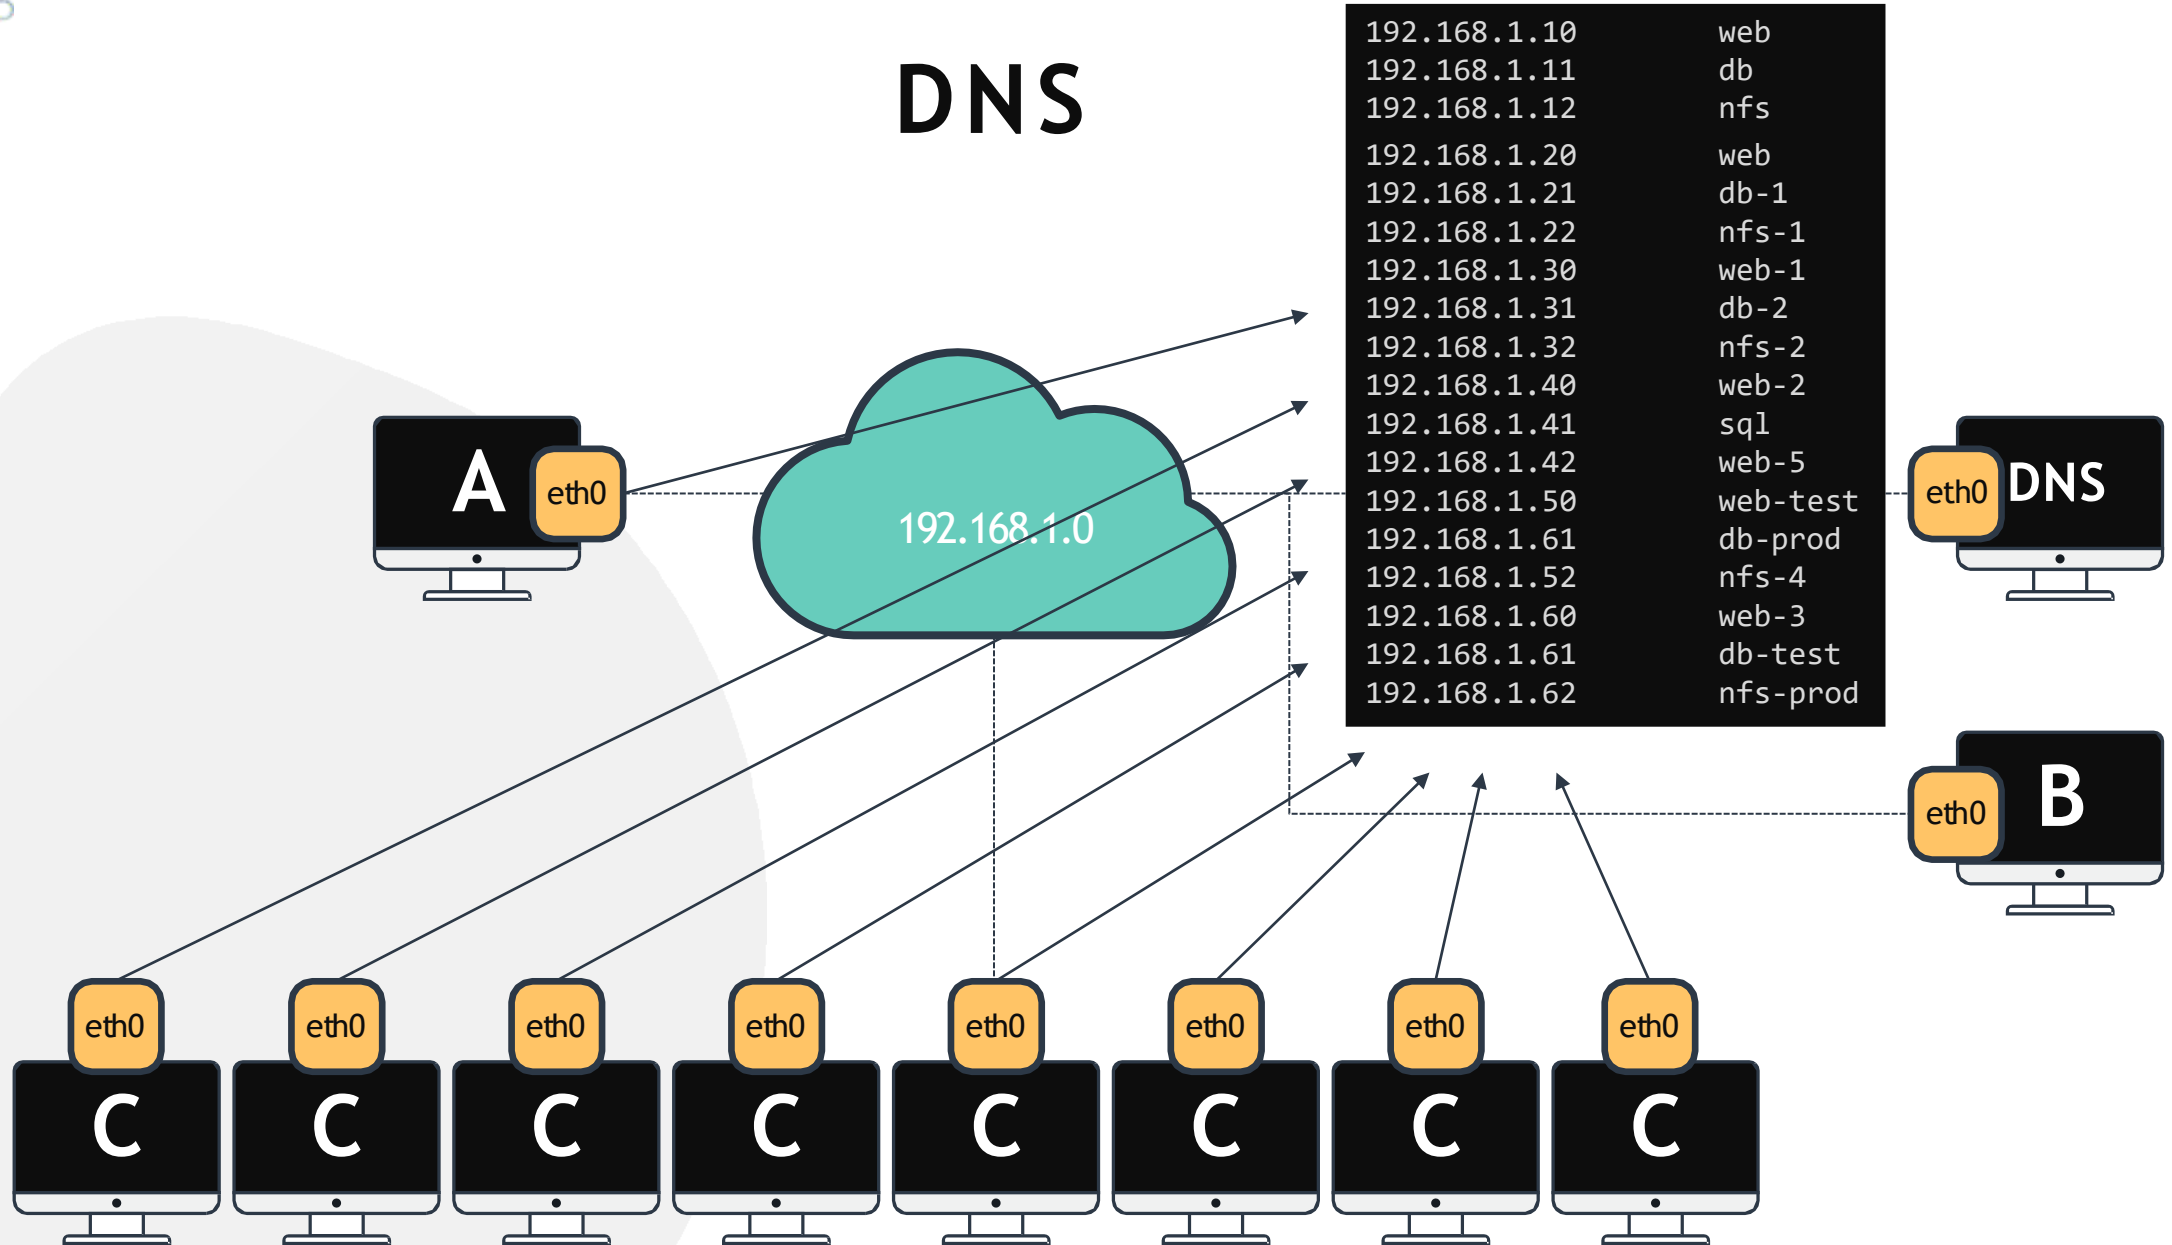 DNS
192.168.1.10 web
192.168.1.11 db
192.168.1.12 nfs
192.168.1.20 web
192.168.1.21 db-1
192.168.1.22 nfs-1
192.168.1.30 web-1
192.168.1.31 db-2
192.168.1.32 nfs-2
192.168.1.40 web-2
192.168.1.41 sql
192.168.1.42 web-5
192.168.1.50 web-test
192.168.1.61 db-prod
192.168.1.52 nfs-4
192.168.1.60 web-3
192.168.1.61 db-test
192.168.1.62 nfs-prod
A
eth0
192.168.1.0
eth0
DNS
eth0
B
eth0
eth0
eth0
eth0
eth0
eth0
eth0
eth0
C
C
C
C
C
C
C
C